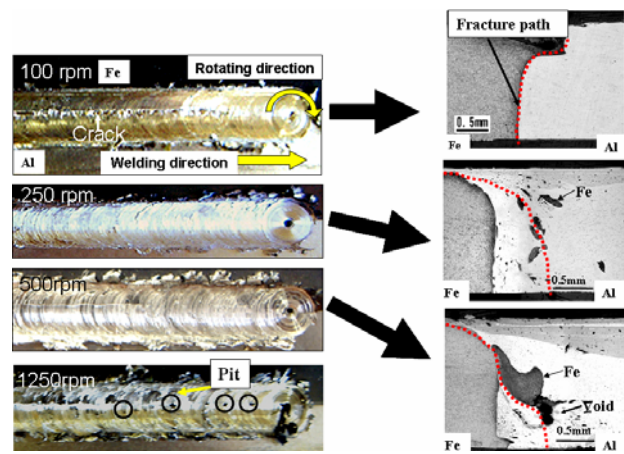 100 rpm
Fe
Rotating direction
Crack
Al
Welding direction
Fracture path
0.5mm
Fe
Al
250 rpm
Fe
0.5mm
Fe
Al
500rpm
1250rpm
Pit
Fe
Void
0.5mm
Fe
Al